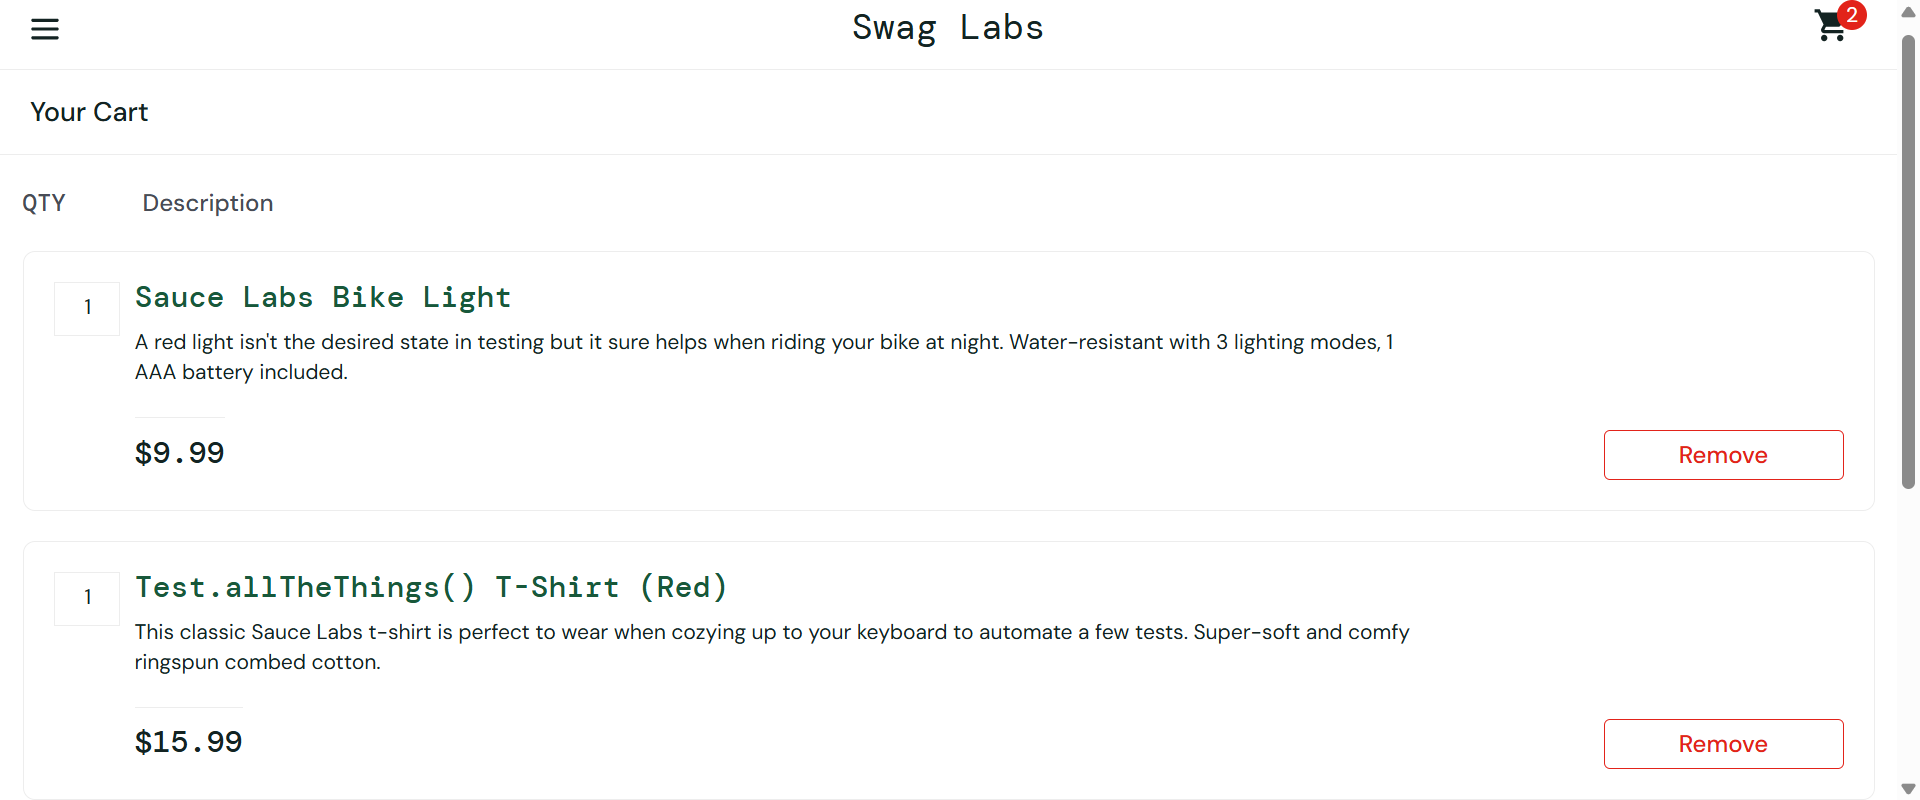 Swag Labs
2
Your Cart
QTY Description
1
Sauce Labs Bike Light
A red light isn't the desired state in testing but it sure helps when riding your bike at night. Water-resistant with 3 lighting modes, 1
AAA battery included.
$9.99
Remove
1
Test.allTheThings() T-Shirt (Red)
This classic Sauce Labs t-shirt is perfect to wear when cozying up to your keyboard to automate a few tests. Super-soft and comfy
ringspun combed cotton.
$15.99
Remove